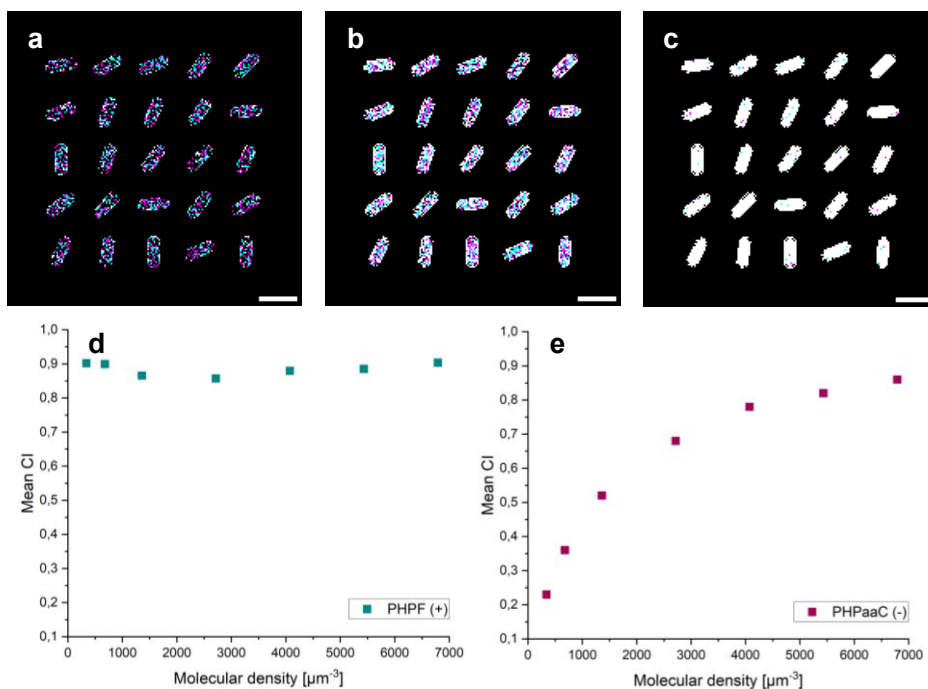 a
b
c
d
1,0
0,9
0,8
0,7
0,6
0,5
0,4
0,3
0,2
0,1
Mean CI
0 1000 2000 3000 4000 5000 6000 7000
Molecular density [µm⁻³]
PHPF (+)
e
1,0
0,9
0,8
0,7
0,6
0,5
0,4
0,3
0,2
0,1
Mean CI
0 1000 2000 3000 4000 5000 6000 7000
Molecular density [µm⁻³]
PHPaaC (-)